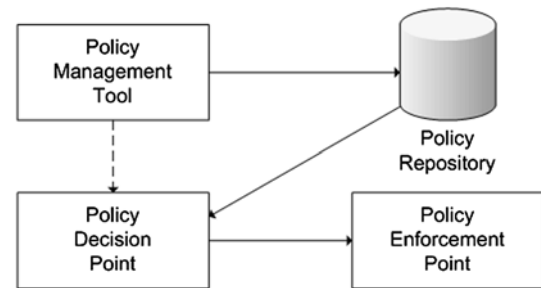 Policy
Management
Tool
Policy
Repository
Policy
Decision
Point
Policy
Enforcement
Point